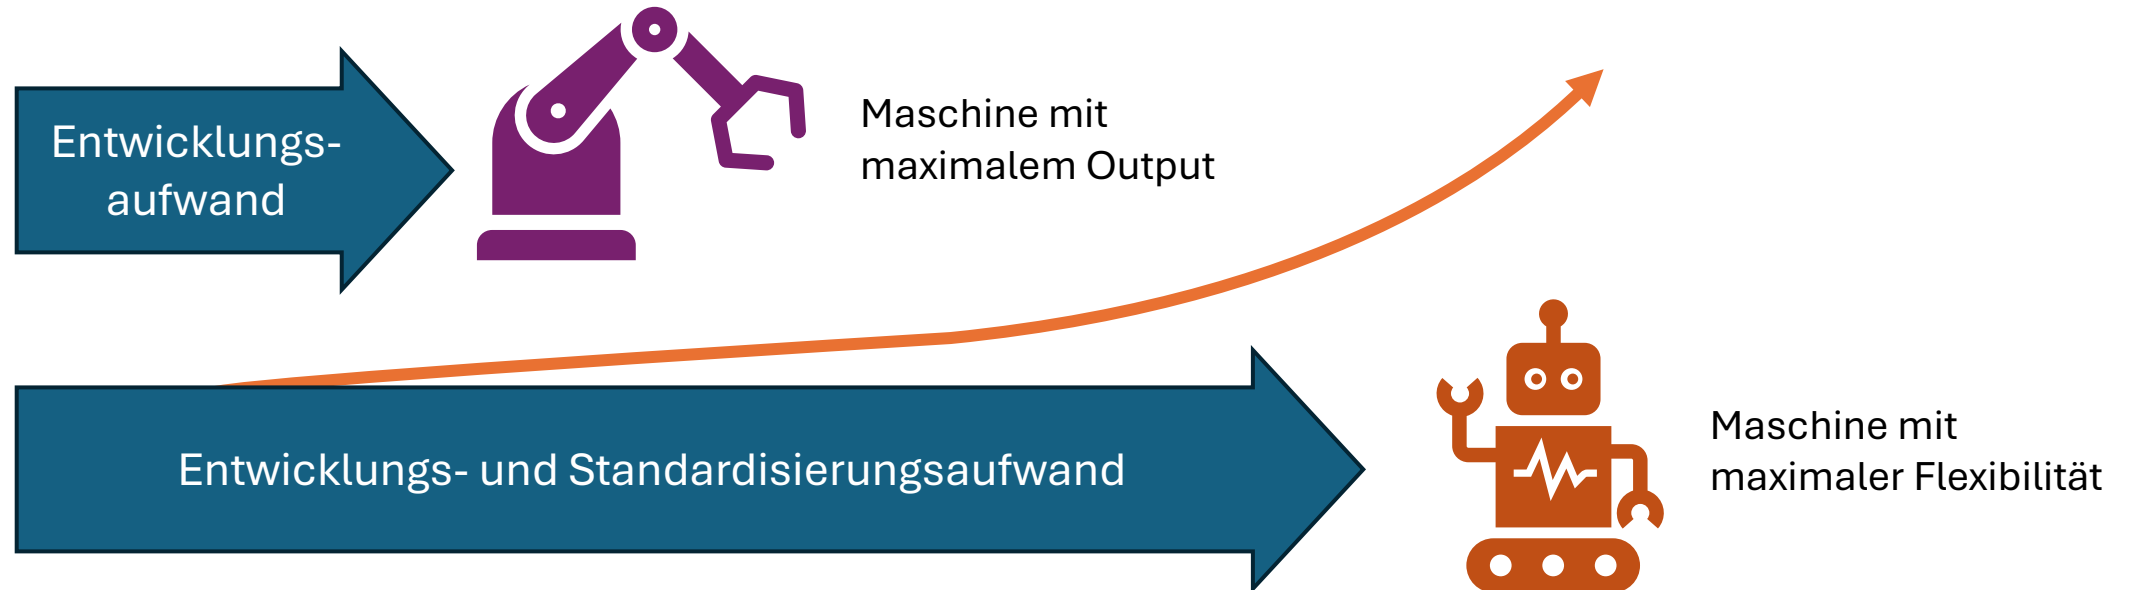 Entwicklungs-
aufwand
Maschine mit
maximalem Output
Entwicklungs- und Standardisierungsaufwand
Maschine mit
maximaler Flexibilität